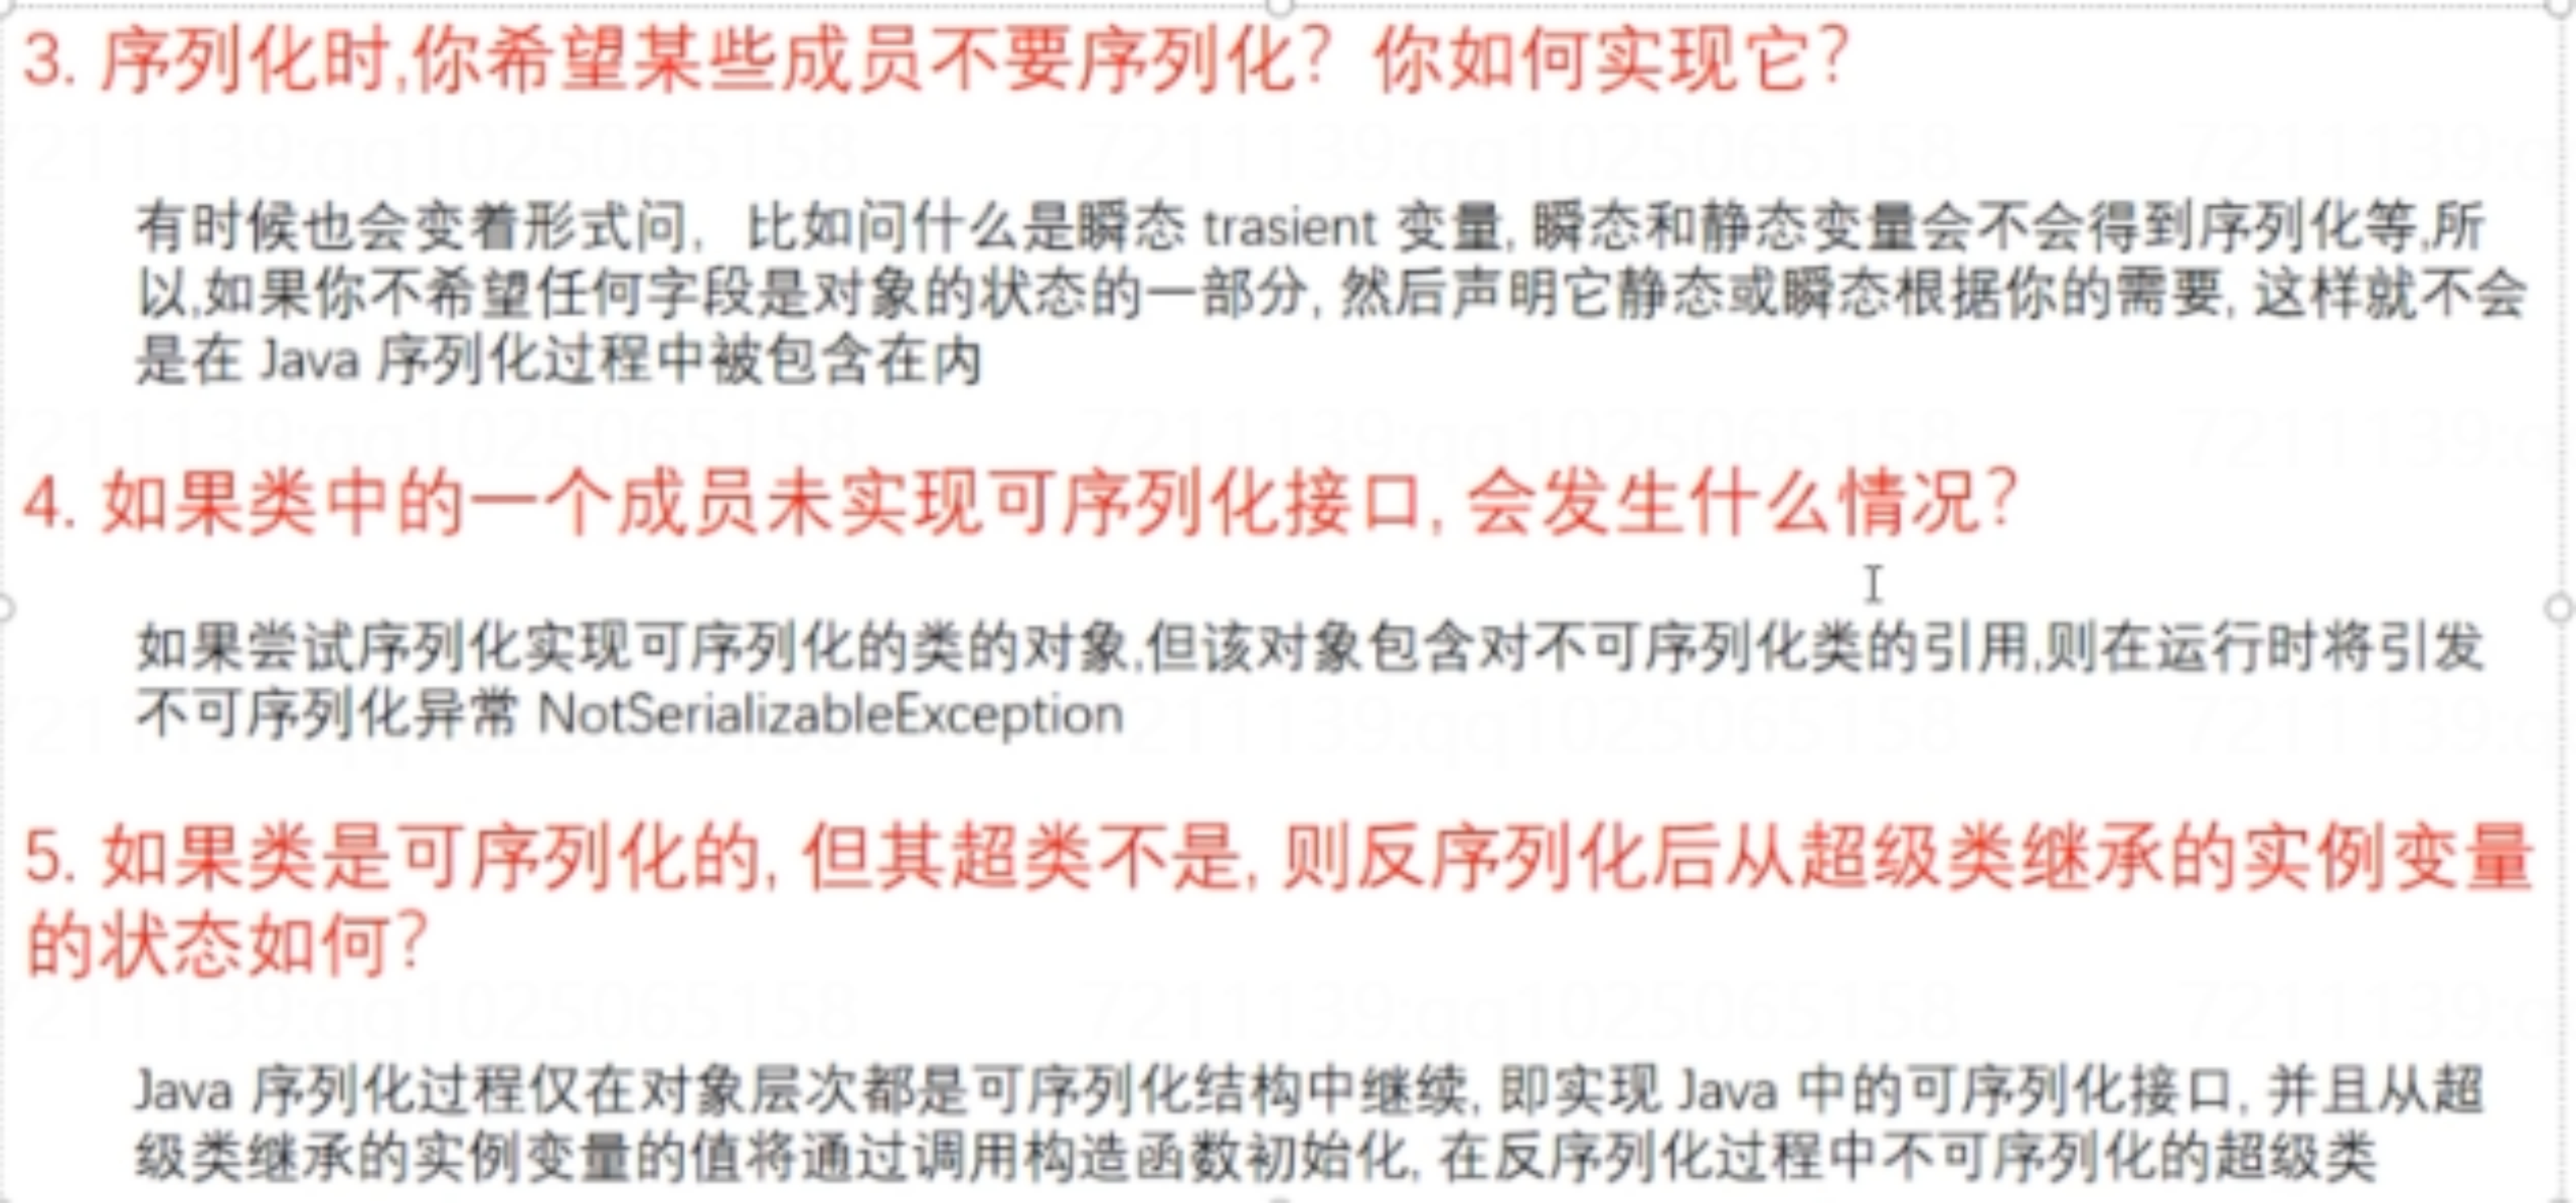 3. 序列化时,你希望某些成员不要序列化？你如何实现它？
有时候也会变着形式问，比如问什么是瞬态 trasient 变量, 瞬态和静态变量会不会得到序列化等,所
以,如果你不希望任何字段是对象的状态的一部分, 然后声明它静态或瞬态根据你的需要, 这样就不会
是在 Java 序列化过程中被包含在内
4. 如果类中的一个成员未实现可序列化接口, 会发生什么情况？
如果尝试序列化实现可序列化的类的对象,但该对象包含对不可序列化类的引用,则在运行时将引发
不可序列化异常 NotSerializableException
5. 如果类是可序列化的, 但其超类不是, 则反序列化后从超级类继承的实例变量
的状态如何？
Java 序列化过程仅在对象层次都是可序列化结构中继续, 即实现 Java 中的可序列化接口, 并且从超
级类继承的实例变量的值将通过调用构造函数初始化, 在反序列化过程中不可序列化的超级类